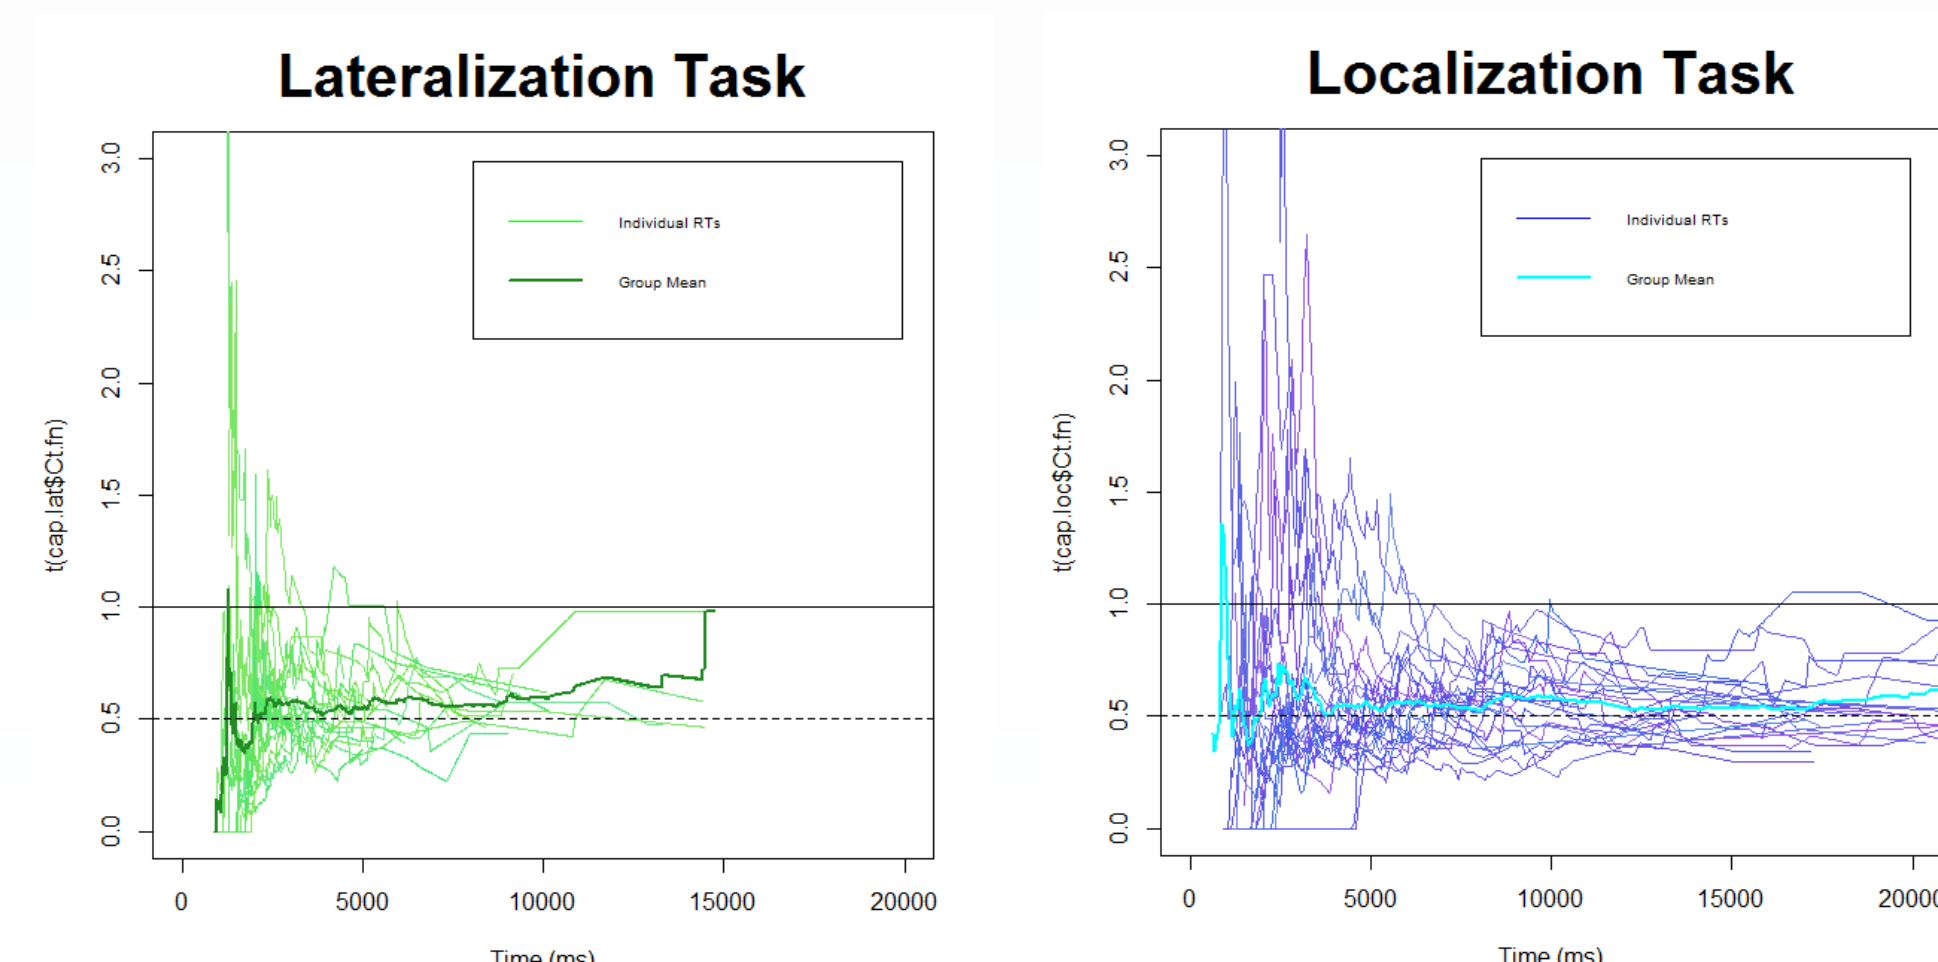 Lateralization Task
t(cap.lat$Ct.fn)
3.0
2.5
2.0
1.5
1.0
0.5
0.0
Individual RTs
Group Mean
0 5000 10000 15000 20000
Time (ms)
Localization Task
t(cap.loc$Ct.fn)
3.0
2.5
2.0
1.5
1.0
0.5
0.0
Individual RTs
Group Mean
0 5000 10000 15000 20000
Time (ms)